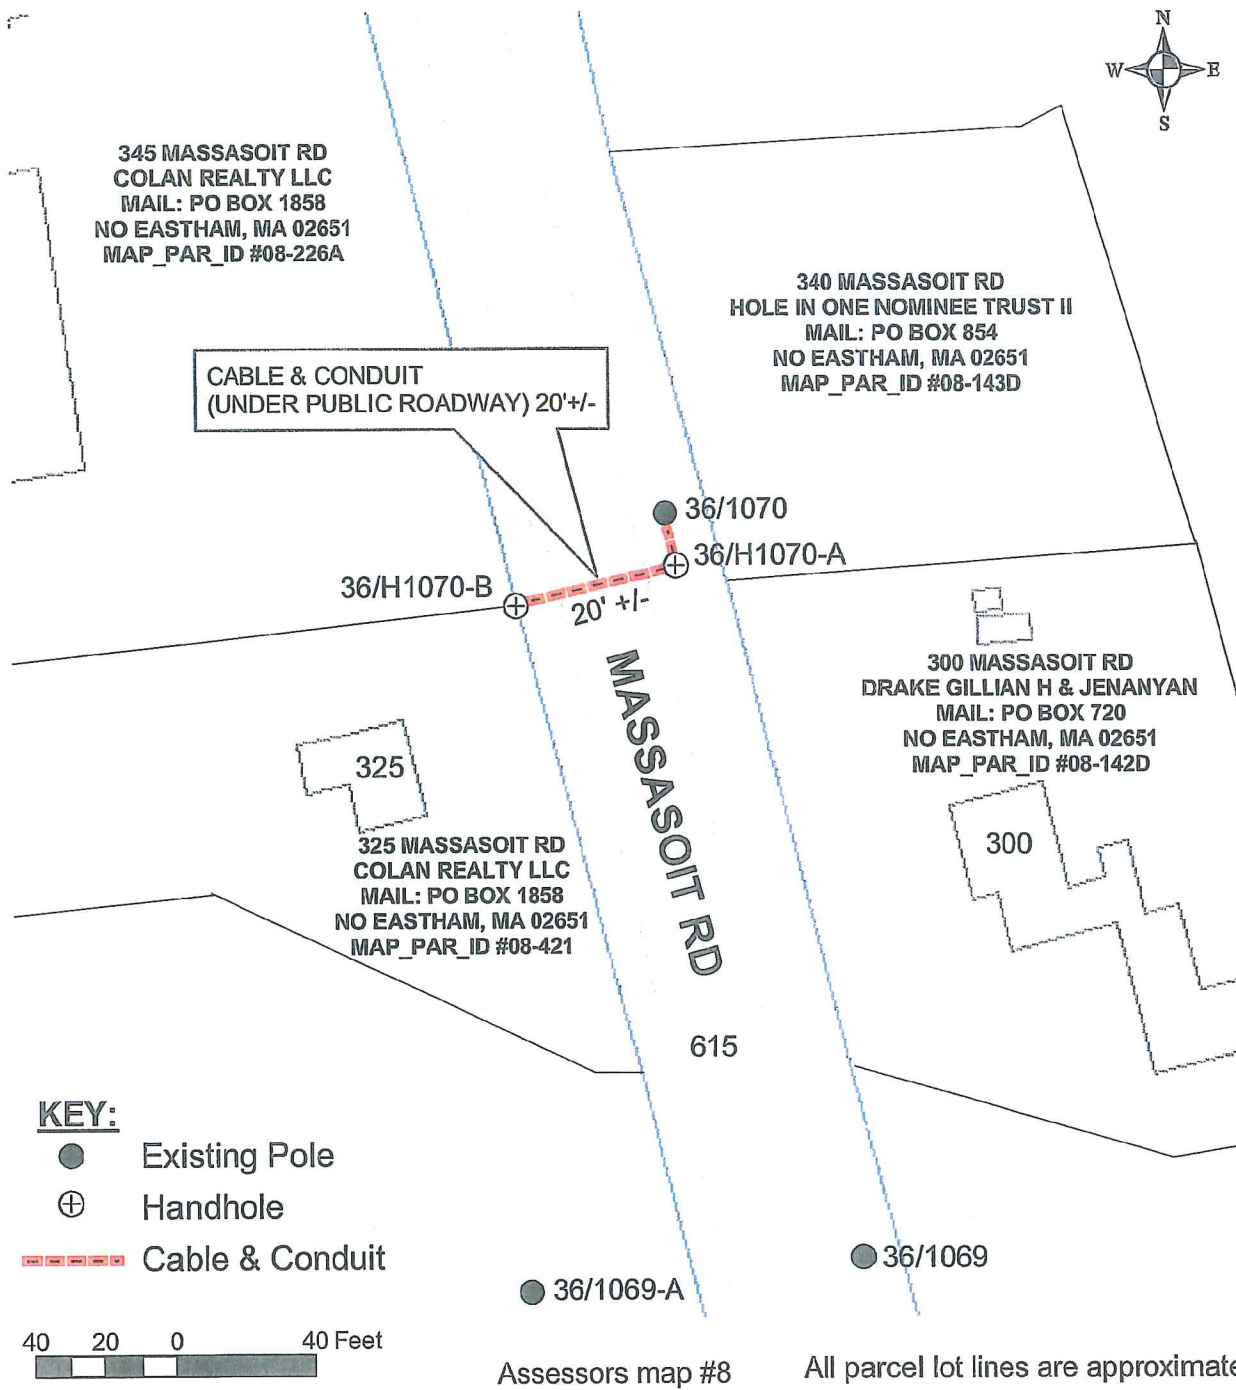 N
W E
S
345 MASSASOIT RD
COLAN REALTY LLC
MAIL: PO BOX 1858
NO EASTHAM, MA 02651
MAP_PAR_ID #08-226A
340 MASSASOIT RD
HOLE IN ONE NOMINEE TRUST II
MAIL: PO BOX 854
NO EASTHAM, MA 02651
MAP_PAR_ID #08-143D
CABLE & CONDUIT
(UNDER PUBLIC ROADWAY) 20'+/-
36/1070
36/H1070-A
36/H1070-B
20' +/-
MASSASOIT RD
300 MASSASOIT RD
DRAKE GILLIAN H & JENANYAN
MAIL: PO BOX 720
NO EASTHAM, MA 02651
MAP_PAR_ID #08-142D
325
300
325 MASSASOIT RD
COLAN REALTY LLC
MAIL: PO BOX 1858
NO EASTHAM, MA 02651
MAP_PAR_ID #08-421
615
KEY:
Existing Pole
Handhole
Cable & Conduit
36/1069
36/1069-A
40 20 0 40 Feet
Assessors map #8
All parcel lot lines are approximate